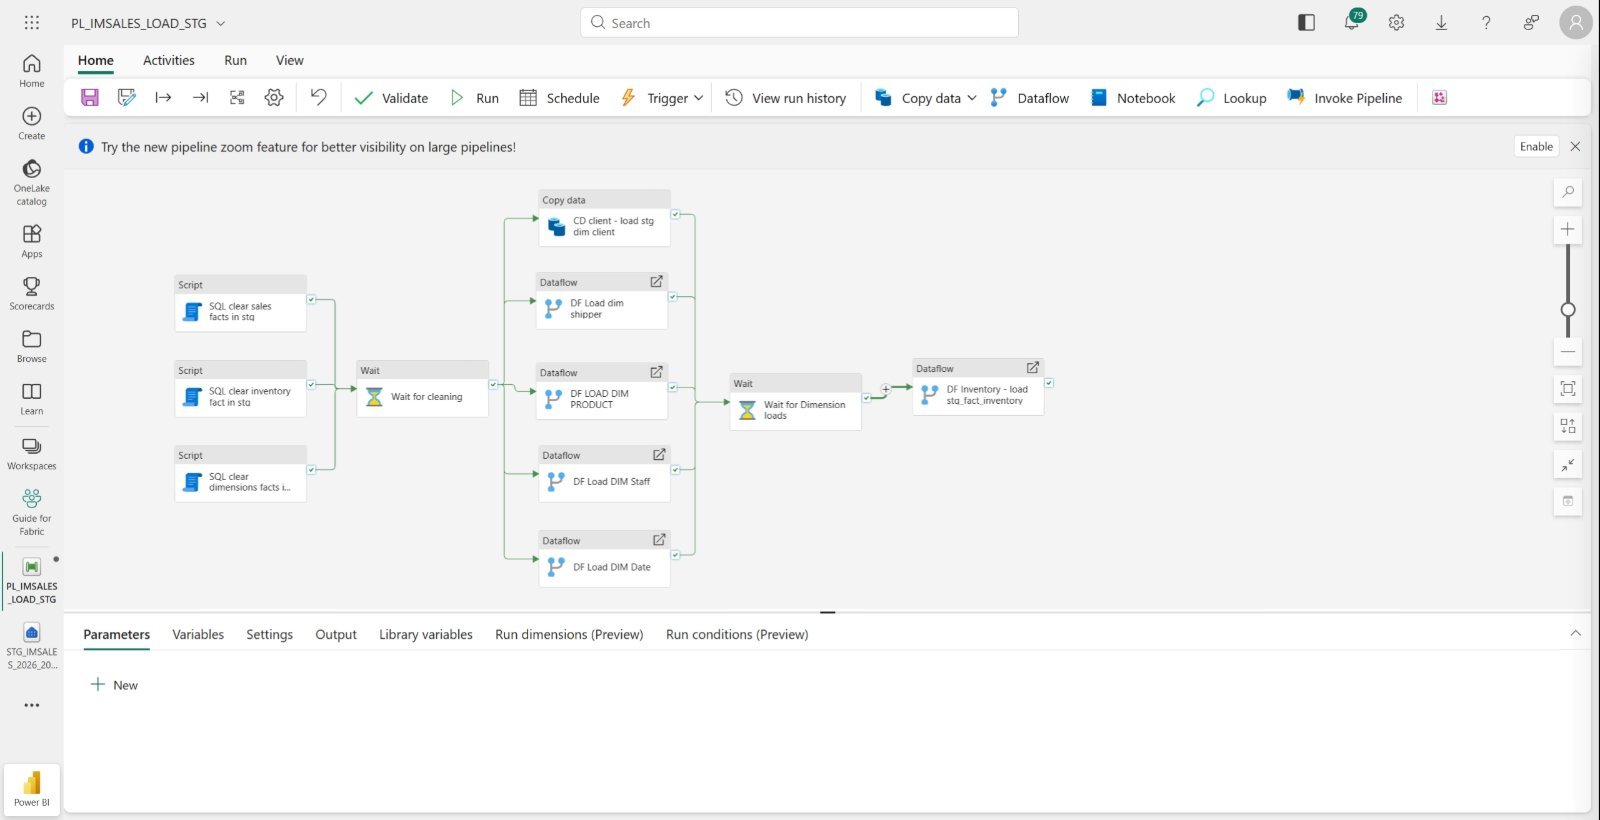 PL_IMSALES_LOAD_STG
Search
79
Home
Activities
Run
View
Validate
Run
Schedule
Trigger
View run history
Copy data
Dataflow
Notebook
Lookup
Invoke Pipeline
Try the new pipeline zoom feature for better visibility on large pipelines!
Enable
Home
Create
OneLake
catalog
Apps
Scorecards
Browse
Learn
Workspaces
Guide for
Fabric
PL_IMSALES
_LOAD_STG
STG_IMSALE
S_2026_20...
Power BI
Script
SQL clear sales
facts in stg
Script
SQL clear inventory
fact in stg
Script
SQL clear
dimensions facts i...
Wait
Wait for cleaning
Copy data
CD client - load stg
dim client
Dataflow
DF Load dim
shipper
Dataflow
DF LOAD DIM
PRODUCT
Dataflow
DF Load DIM Staff
Dataflow
DF Load DIM Date
Wait
Wait for Dimension
loads
Dataflow
DF Inventory - load
stg_fact_inventory
Parameters
Variables
Settings
Output
Library variables
Run dimensions (Preview)
Run conditions (Preview)
New